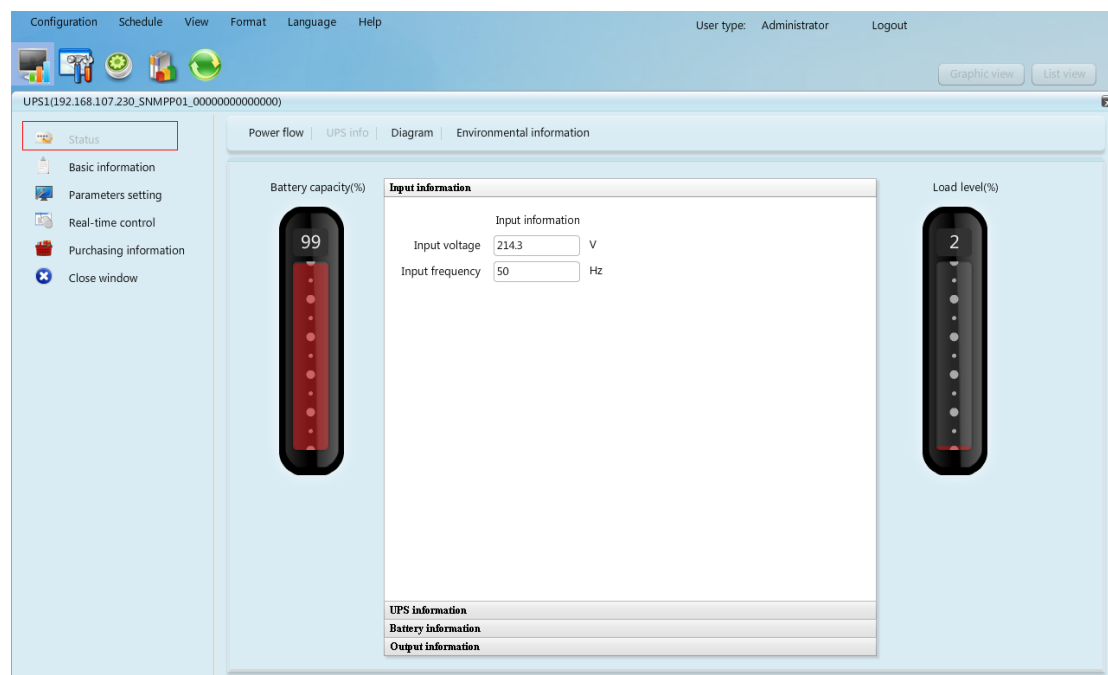 Configuration Schedule View Format Language Help User type: Administrator Logout
Graphic view List view
UPS1(192.168.107.230_SNMPP01_00000000000000)
Status
Basic information
Parameters setting
Real-time control
Purchasing information
Close window
Power flow UPS info Diagram Environmental information
Battery capacity(%)
99
Input information
Input information
Input voltage 214.3 V
Input frequency 50 Hz
UPS information
Battery information
Output information
Load level(%)
2